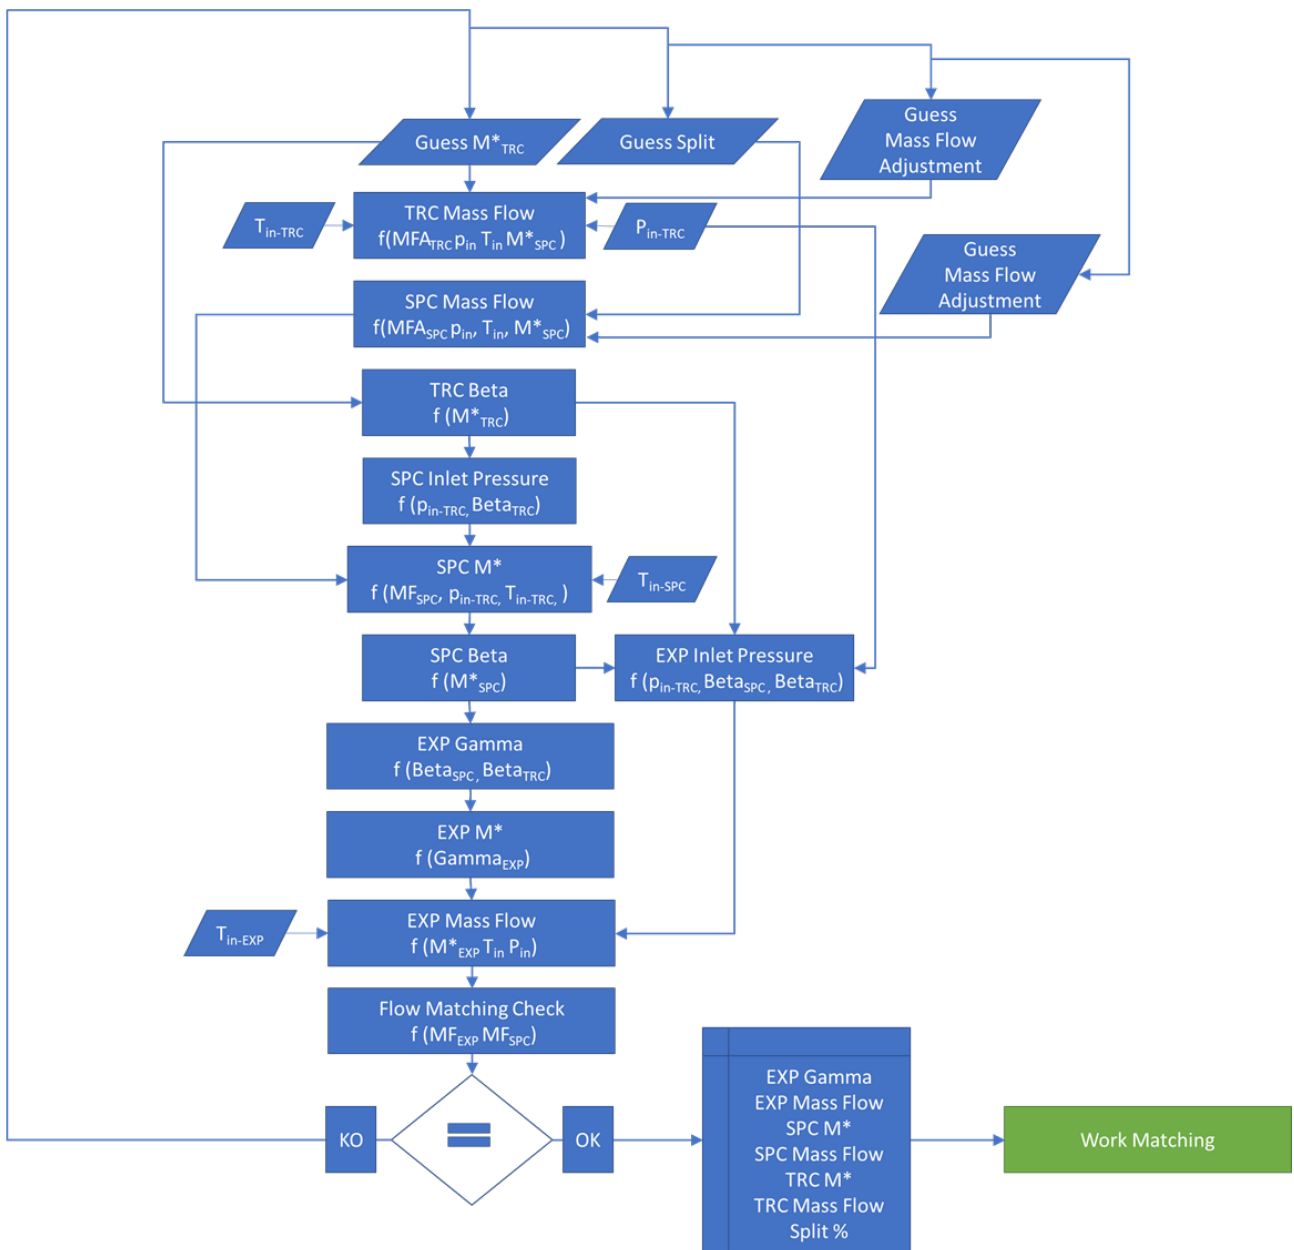 Guess M*TRC
Guess Split
Guess
Mass Flow
Adjustment
Tin-TRC
TRC Mass Flow
f(MFATRC pin Tin M*SPC )
Pin-TRC
Guess
Mass Flow
Adjustment
SPC Mass Flow
f(MFASPC pin, Tin, M*SPC)
TRC Beta
f (M*TRC)
SPC Inlet Pressure
f (pin-TRC, BetaTRC)
SPC M*
f (MFSPC, pin-TRC, Tin-TRC, )
Tin-SPC
SPC Beta
f (M*SPC)
EXP Inlet Pressure
f (pin-TRC, BetaSPC, BetaTRC)
EXP Gamma
f (BetaSPC, BetaTRC)
EXP M*
f (GammaEXP)
Tin-EXP
EXP Mass Flow
f (M*EXP Tin Pin)
Flow Matching Check
f (MFEXP MFSPC)
KO
=
OK
EXP Gamma
EXP Mass Flow
SPC M*
SPC Mass Flow
TRC M*
TRC Mass Flow
Split %
Work Matching